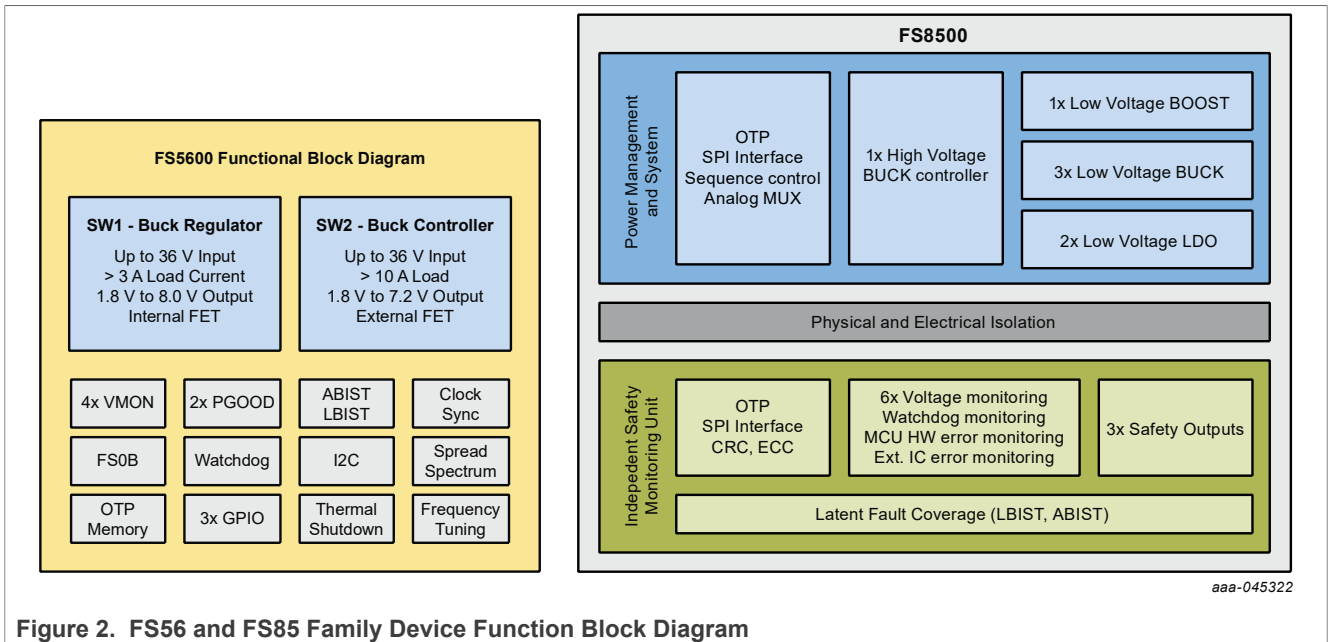 FS5600 Functional Block Diagram
SW1 - Buck Regulator
Up to 36 V Input
> 3 A Load Current
1.8 V to 8.0 V Output
Internal FET
SW2 - Buck Controller
Up to 36 V Input
> 10 A Load
1.8 V to 7.2 V Output
External FET
4x VMON
2x PGOOD
ABIST
LBIST
Clock
Sync
FS0B
Watchdog
I2C
Spread
Spectrum
OTP
Memory
3x GPIO
Thermal
Shutdown
Frequency
Tuning
FS8500
Power Management
and System
OTP
SPI Interface
Sequence control
Analog MUX
1x High Voltage
BUCK controller
1x Low Voltage BOOST
3x Low Voltage BUCK
2x Low Voltage LDO
Physical and Electrical Isolation
Indepedent Safety
Monitoring Unit
OTP
SPI Interface
CRC, ECC
6x Voltage monitoring
Watchdog monitoring
MCU HW error monitoring
Ext. IC error monitoring
3x Safety Outputs
Latent Fault Coverage (LBIST, ABIST)
aaa-045322
Figure 2. FS56 and FS85 Family Device Function Block Diagram